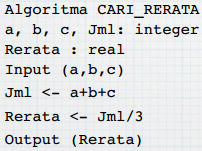 Algoritma CARI_RERATA
a, b, c, Jml: integer
Rerata : real
Input (a,b,c)
Jml <- a+b+c
Rerata <- Jml/3
Output (Rerata)